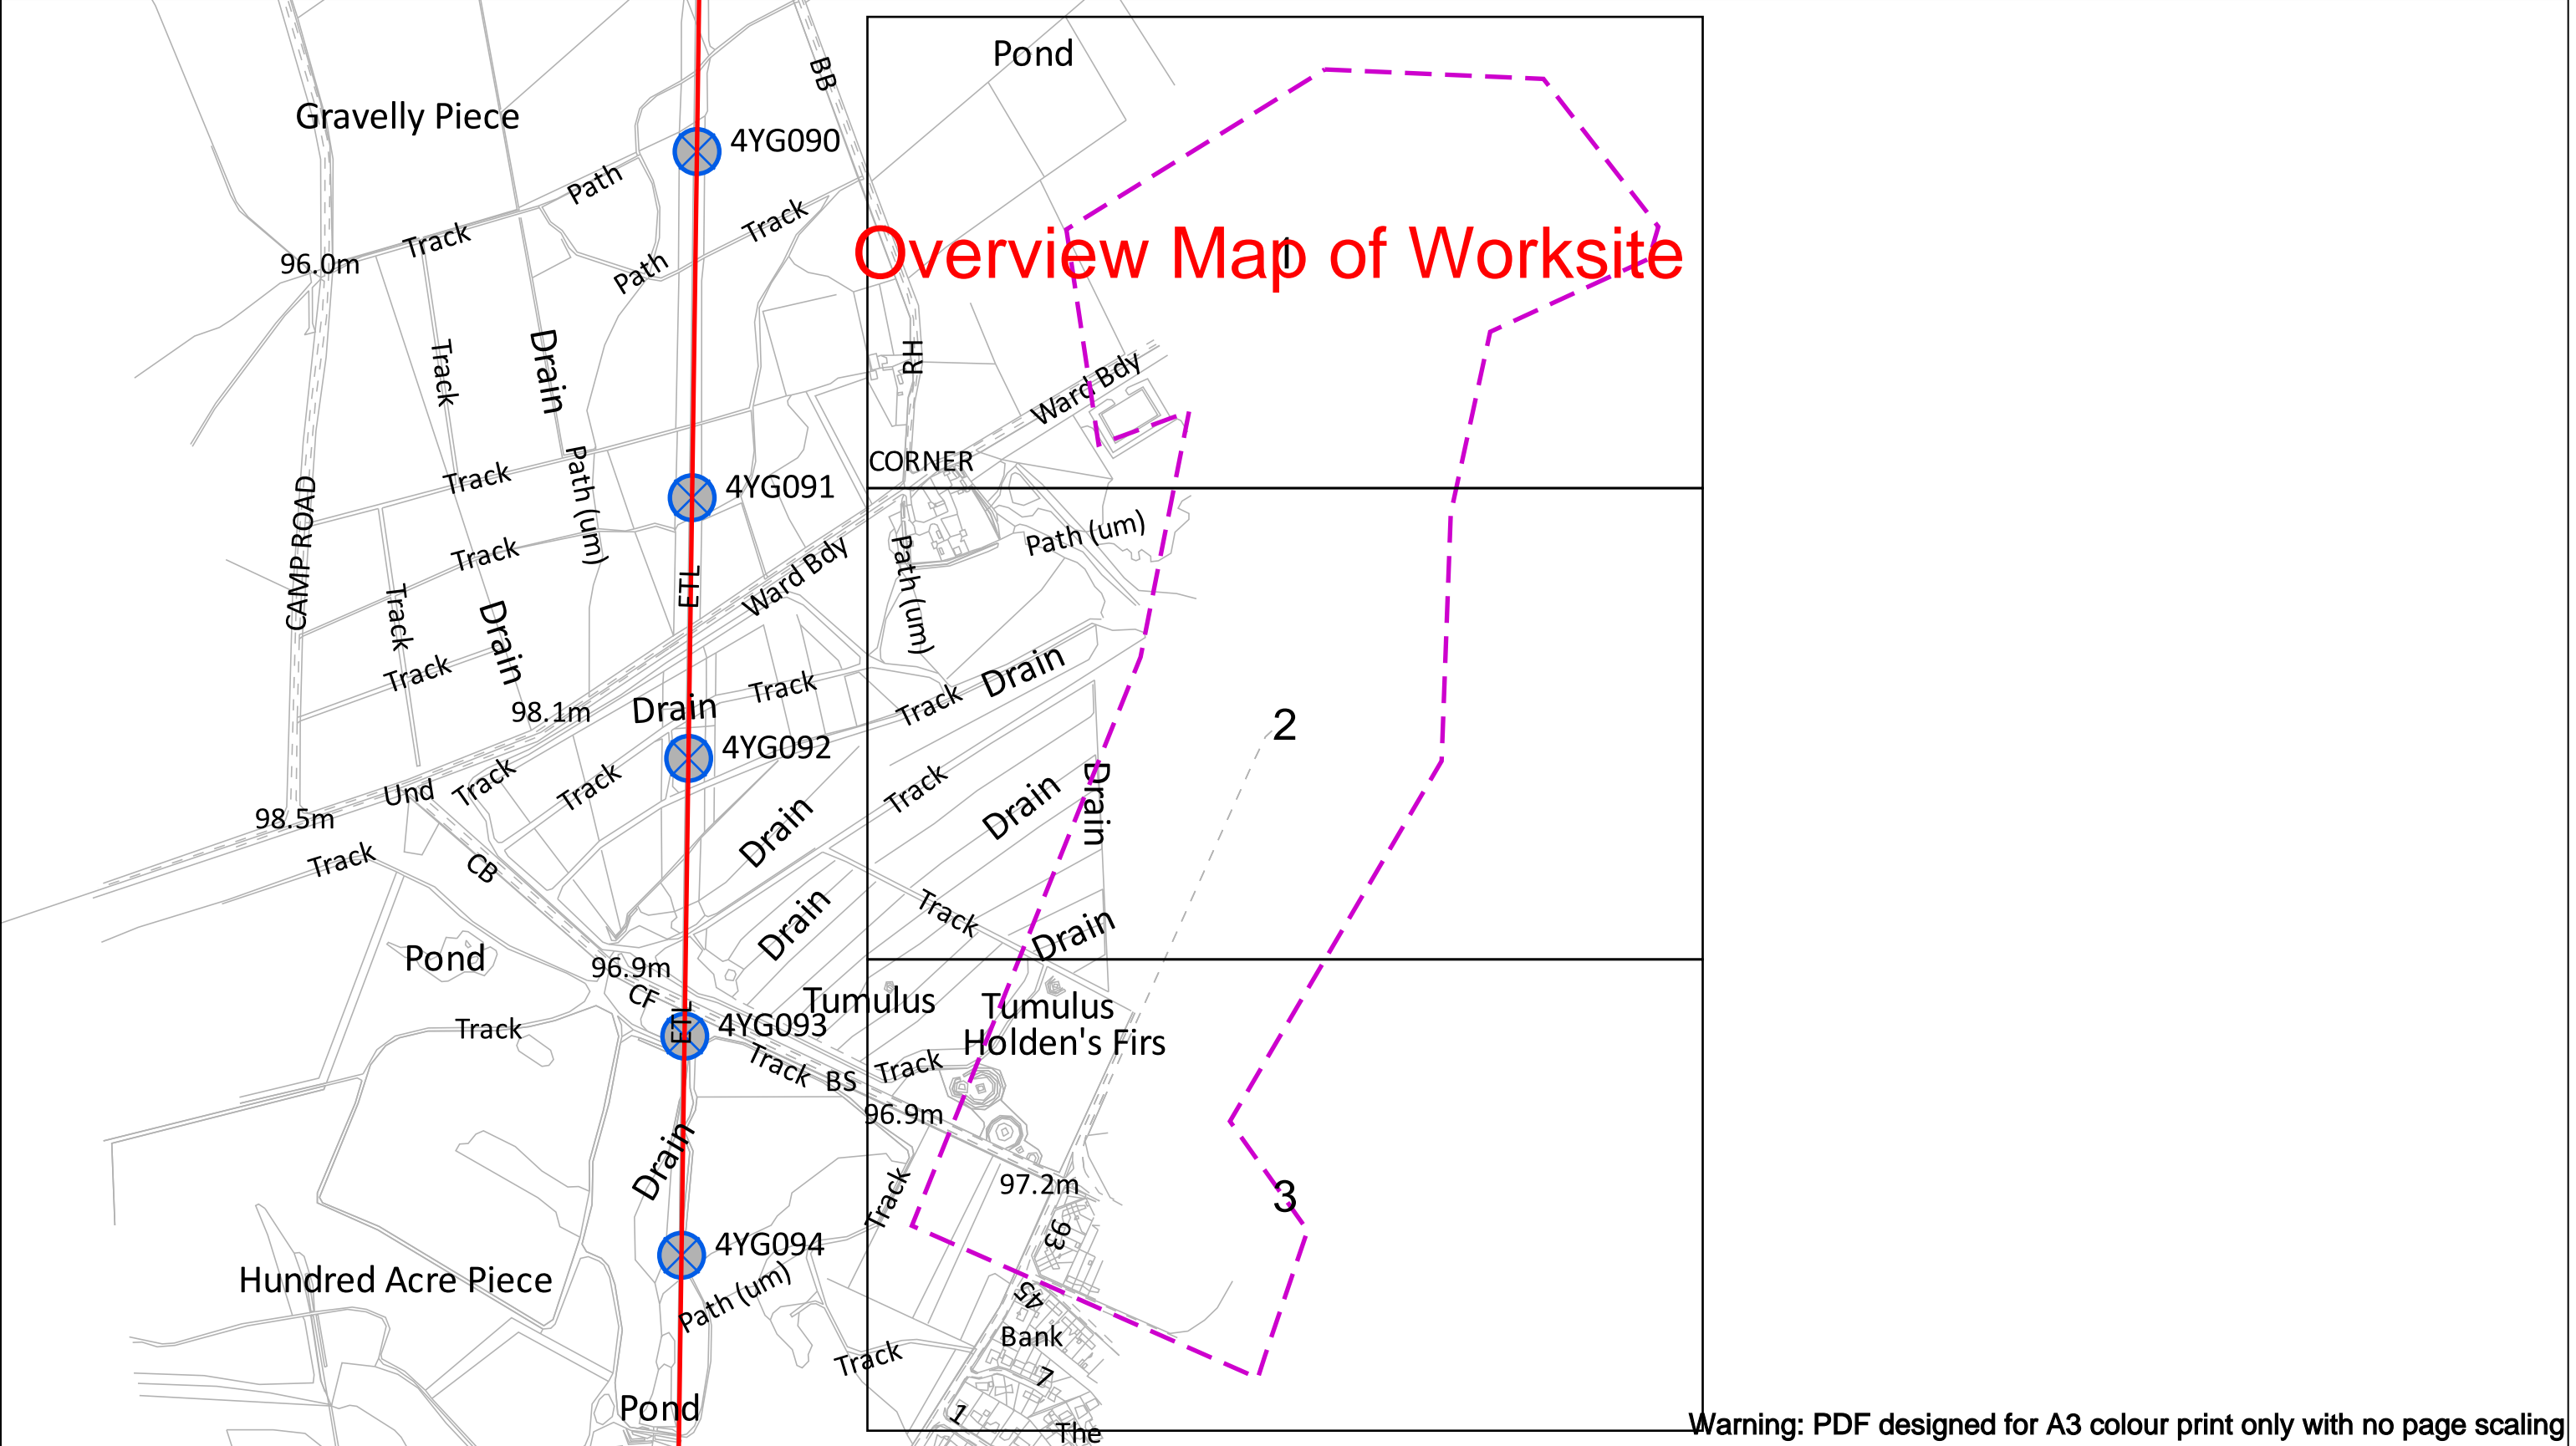 Pond
BB
Gravelly Piece
4YG090
Path
Track
Track
Overview Map of Worksite
1
96.0m
Path
Track
Drain
HH
Ward Bdy
CORNER
Track
Path (um)
4YG091
CAMP ROAD
Path (um)
Track
Path (um)
ETL
Ward Bdy
Track
Drain
Track
Drain
Track
Track
98.1m
Drain
2
4YG092
Und
Track
Track
Track
Drain
Drain
98.5m
Drain
Track
CB
Track
Drain
Drain
Pond
96.9m
CF
Tumulus
Tumulus
Holden's Firs
ETL
4YG093
Track
Track
BS
Track
96.9m
Drain
97.2m
Track
3
93
4YG094
Hundred Acre Piece
Path (um)
45
Bank
Track
7
Pond
1
The
Warning: PDF designed for A3 colour print only with no page scaling